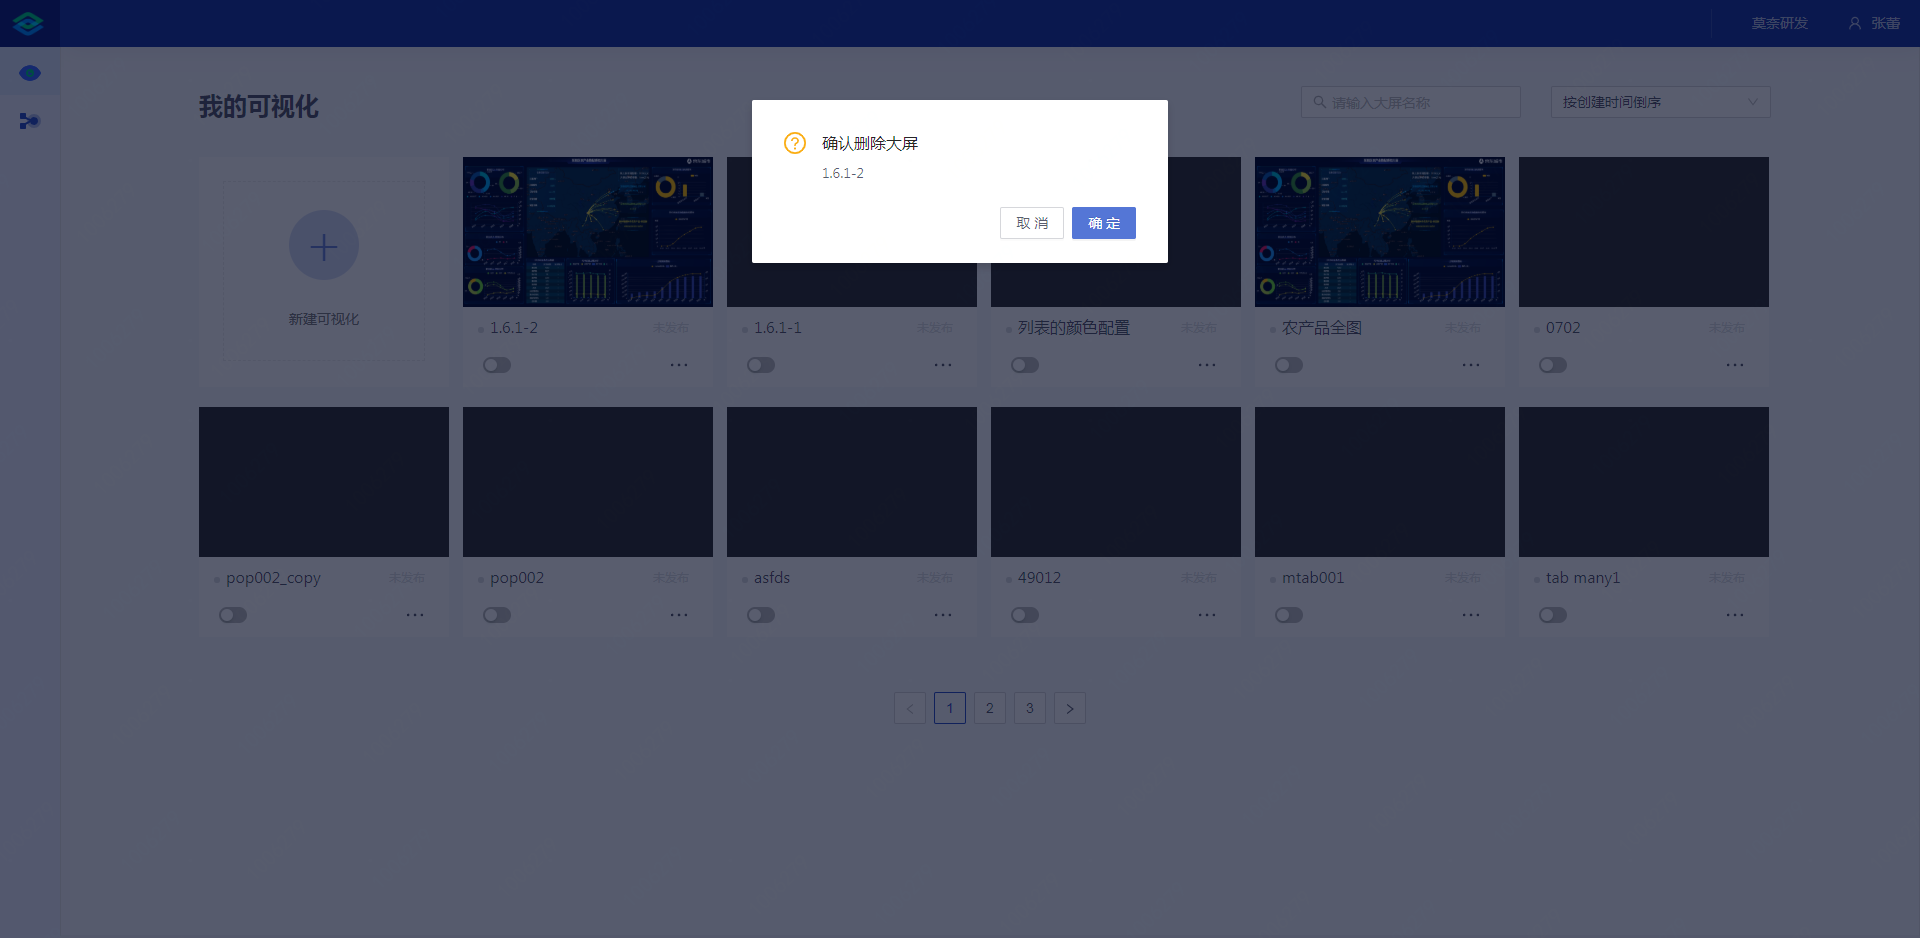 莫奈研发
张蕾
我的可视化
请输入大屏名称
按创建时间倒序
确认删除大屏
1.6.1-2
取 消
确 定
新建可视化
1.6.1-2
未发布
1.6.1-1
未发布
列表的颜色配置
未发布
农产品全图
未发布
0702
未发布
pop002_copy
未发布
pop002
未发布
asfds
未发布
49012
未发布
mtab001
未发布
tab many1
未发布
1
2
3